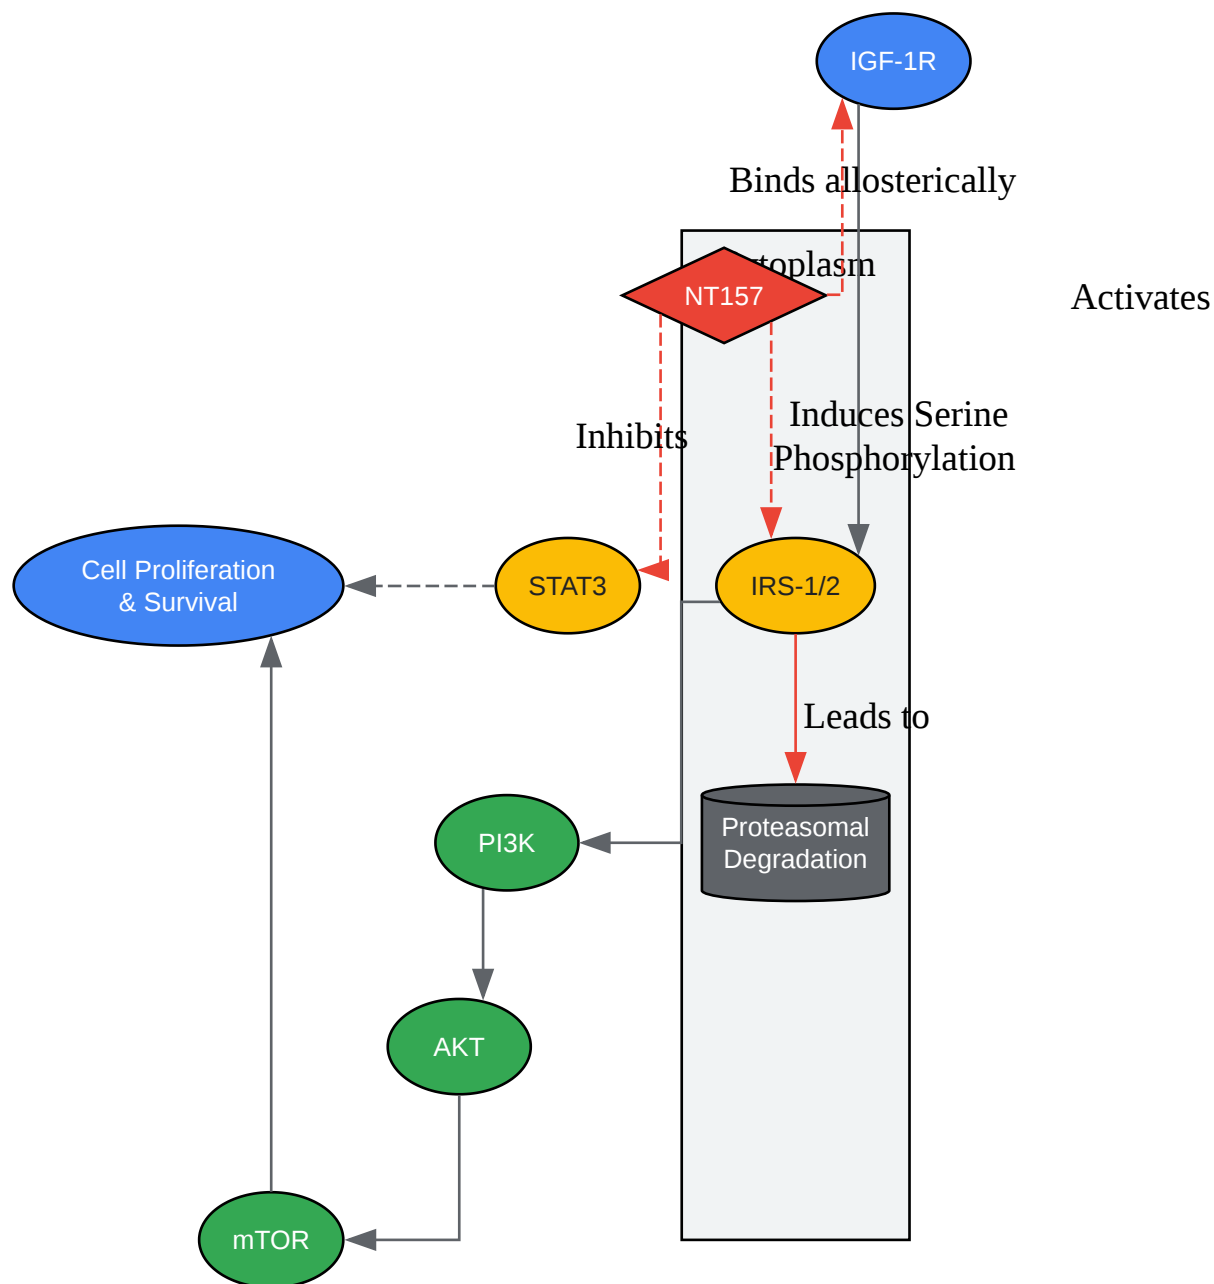 IGF-1R
Binds allosterically
toplasm
NT157
Activates
Induces Serine
Phosphorylation
Inhibits
Cell Proliferation
& Survival
STAT3
IRS-1/2
Leads to
Proteasomal
Degradation
PI3K
AKT
mTOR